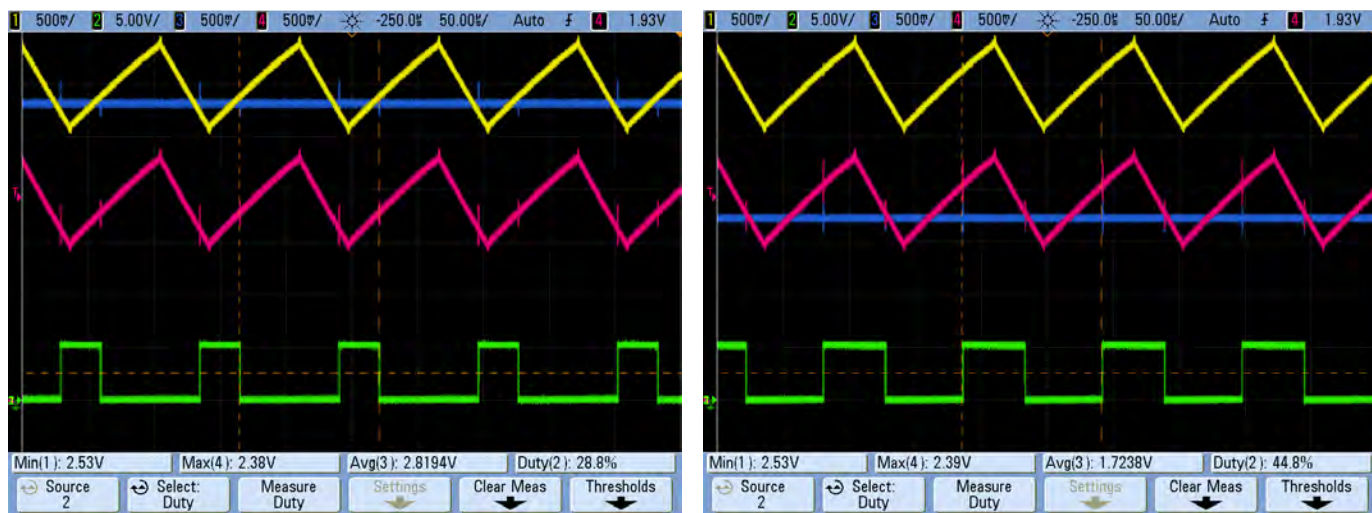 1 500mV/ 2 5.00V/ 3 500mV/ 4 500mV/ -250.0us 50.00us/ Auto 4 1.93V
T
Min(1): 2.53V Max(4): 2.38V Avg(3): 2.8194V Duty(2): 28.8%
Source 2 Select: Duty Measure Duty Settings Clear Meas Thresholds
1 500mV/ 2 5.00V/ 3 500mV/ 4 500mV/ -250.0us 50.00us/ Auto 4 1.93V
T
Min(1): 2.53V Max(4): 2.39V Avg(3): 1.7238V Duty(2): 44.8%
Source 2 Select: Duty Measure Duty Settings Clear Meas Thresholds